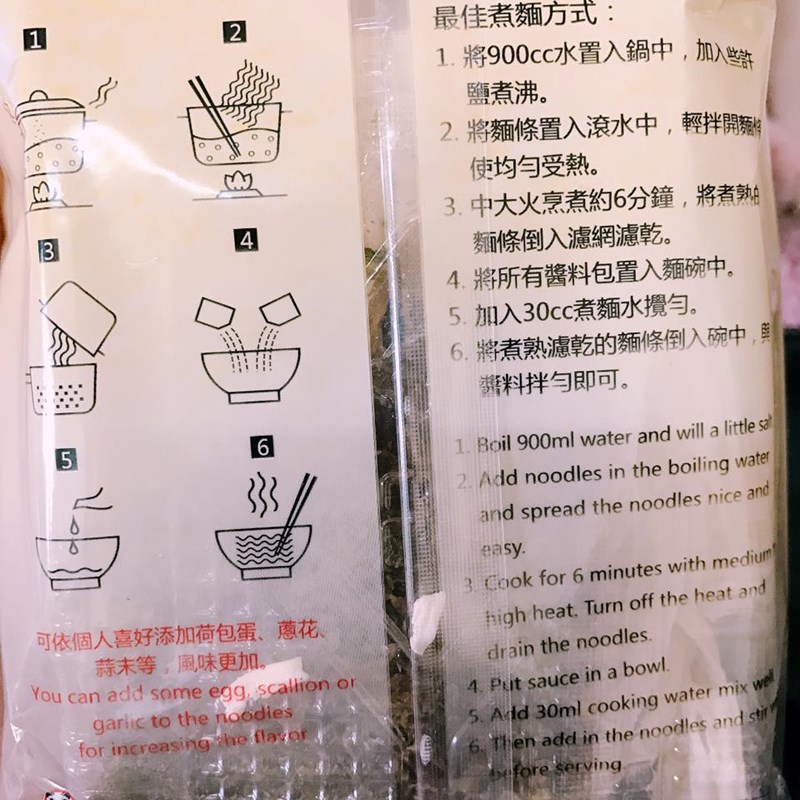 1
2
3
4
5
6
可依個人喜好添加荷包蛋、蔥花、
蒜末等，風味更加。
You can add some egg, scallion or
garlic to the noodles
for increasing the flavor
最佳煮麵方式：
1. 將900cc水置入鍋中，加入些許
鹽煮沸。
2. 將麵條置入滾水中，輕拌開麵條
使均勻受熱。
3. 中大火烹煮約6分鐘，將煮熟的
麵條倒入濾網濾乾。
4. 將所有醬料包置入麵碗中。
5. 加入30cc煮麵水攪勻。
6. 將煮熟濾乾的麵條倒入碗中，與
醬料拌勻即可。
1. Boil 900ml water and will a little salt
2. Add noodles in the boiling water
and spread the noodles nice and
easy.
3. Cook for 6 minutes with medium
high heat. Turn off the heat and
drain the noodles.
4. Put sauce in a bowl.
5. Add 30ml cooking water mix well
6. Then add in the noodles and stir
before serving